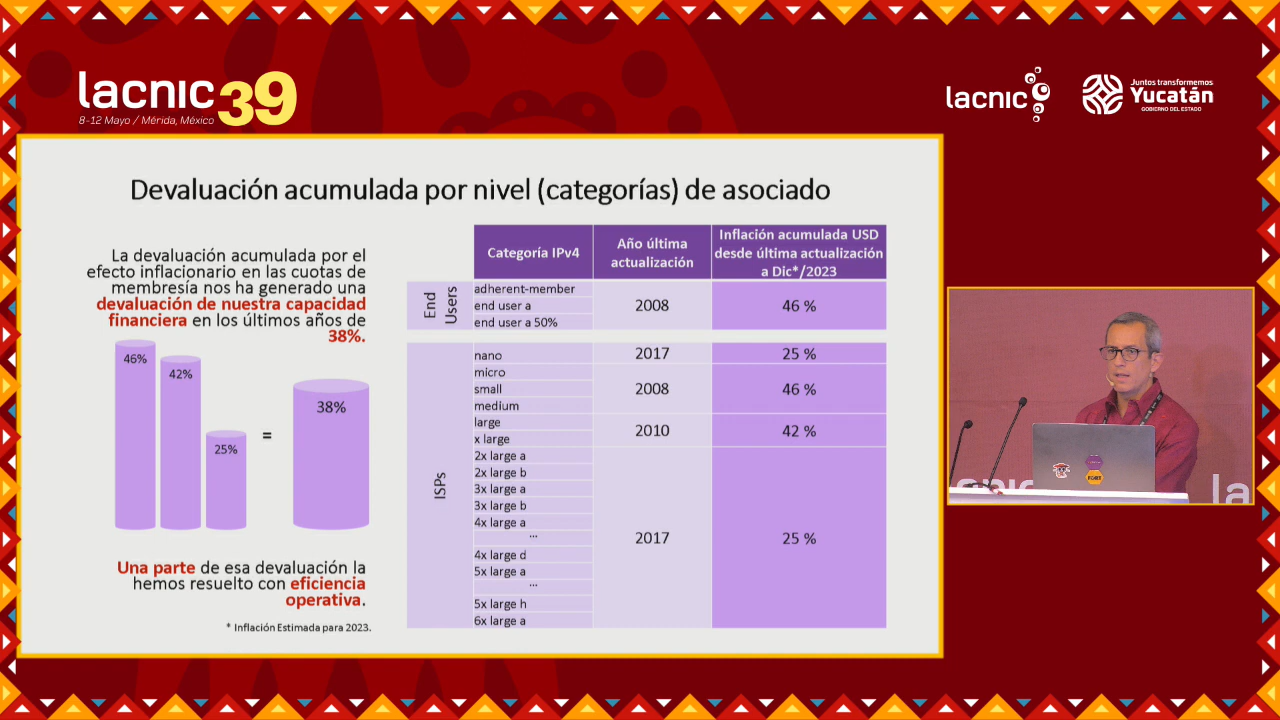 lacnic 39
8-12 Mayo / Mérida, México
lacnic
Juntos transformemos
Yucatán
GOBIERNO DEL ESTADO
Devaluación acumulada por nivel (categorías) de asociado
La devaluación acumulada por el
efecto inflacionario en las cuotas de
membresía nos ha generado una
devaluación de nuestra capacidad
financiera en los últimos años de
38%.
46%
42%
25%
=
38%
Una parte de esa devaluación la
hemos resuelto con eficiencia
operativa.
* Inflación Estimada para 2023.
Categoría IPv4
Año última
actualización
Inflación acumulada USD
desde última actualización
a Dic*/2023
End
Users
adherent-member
end user a
end user a 50%
2008
46 %
ISPs
nano
2017
25 %
micro
small
medium
2008
46 %
large
x large
2010
42 %
2x large a
2x large b
3x large a
3x large b
4x large a
...
4x large d
5x large a
...
5x large h
6x large a
2017
25 %
la